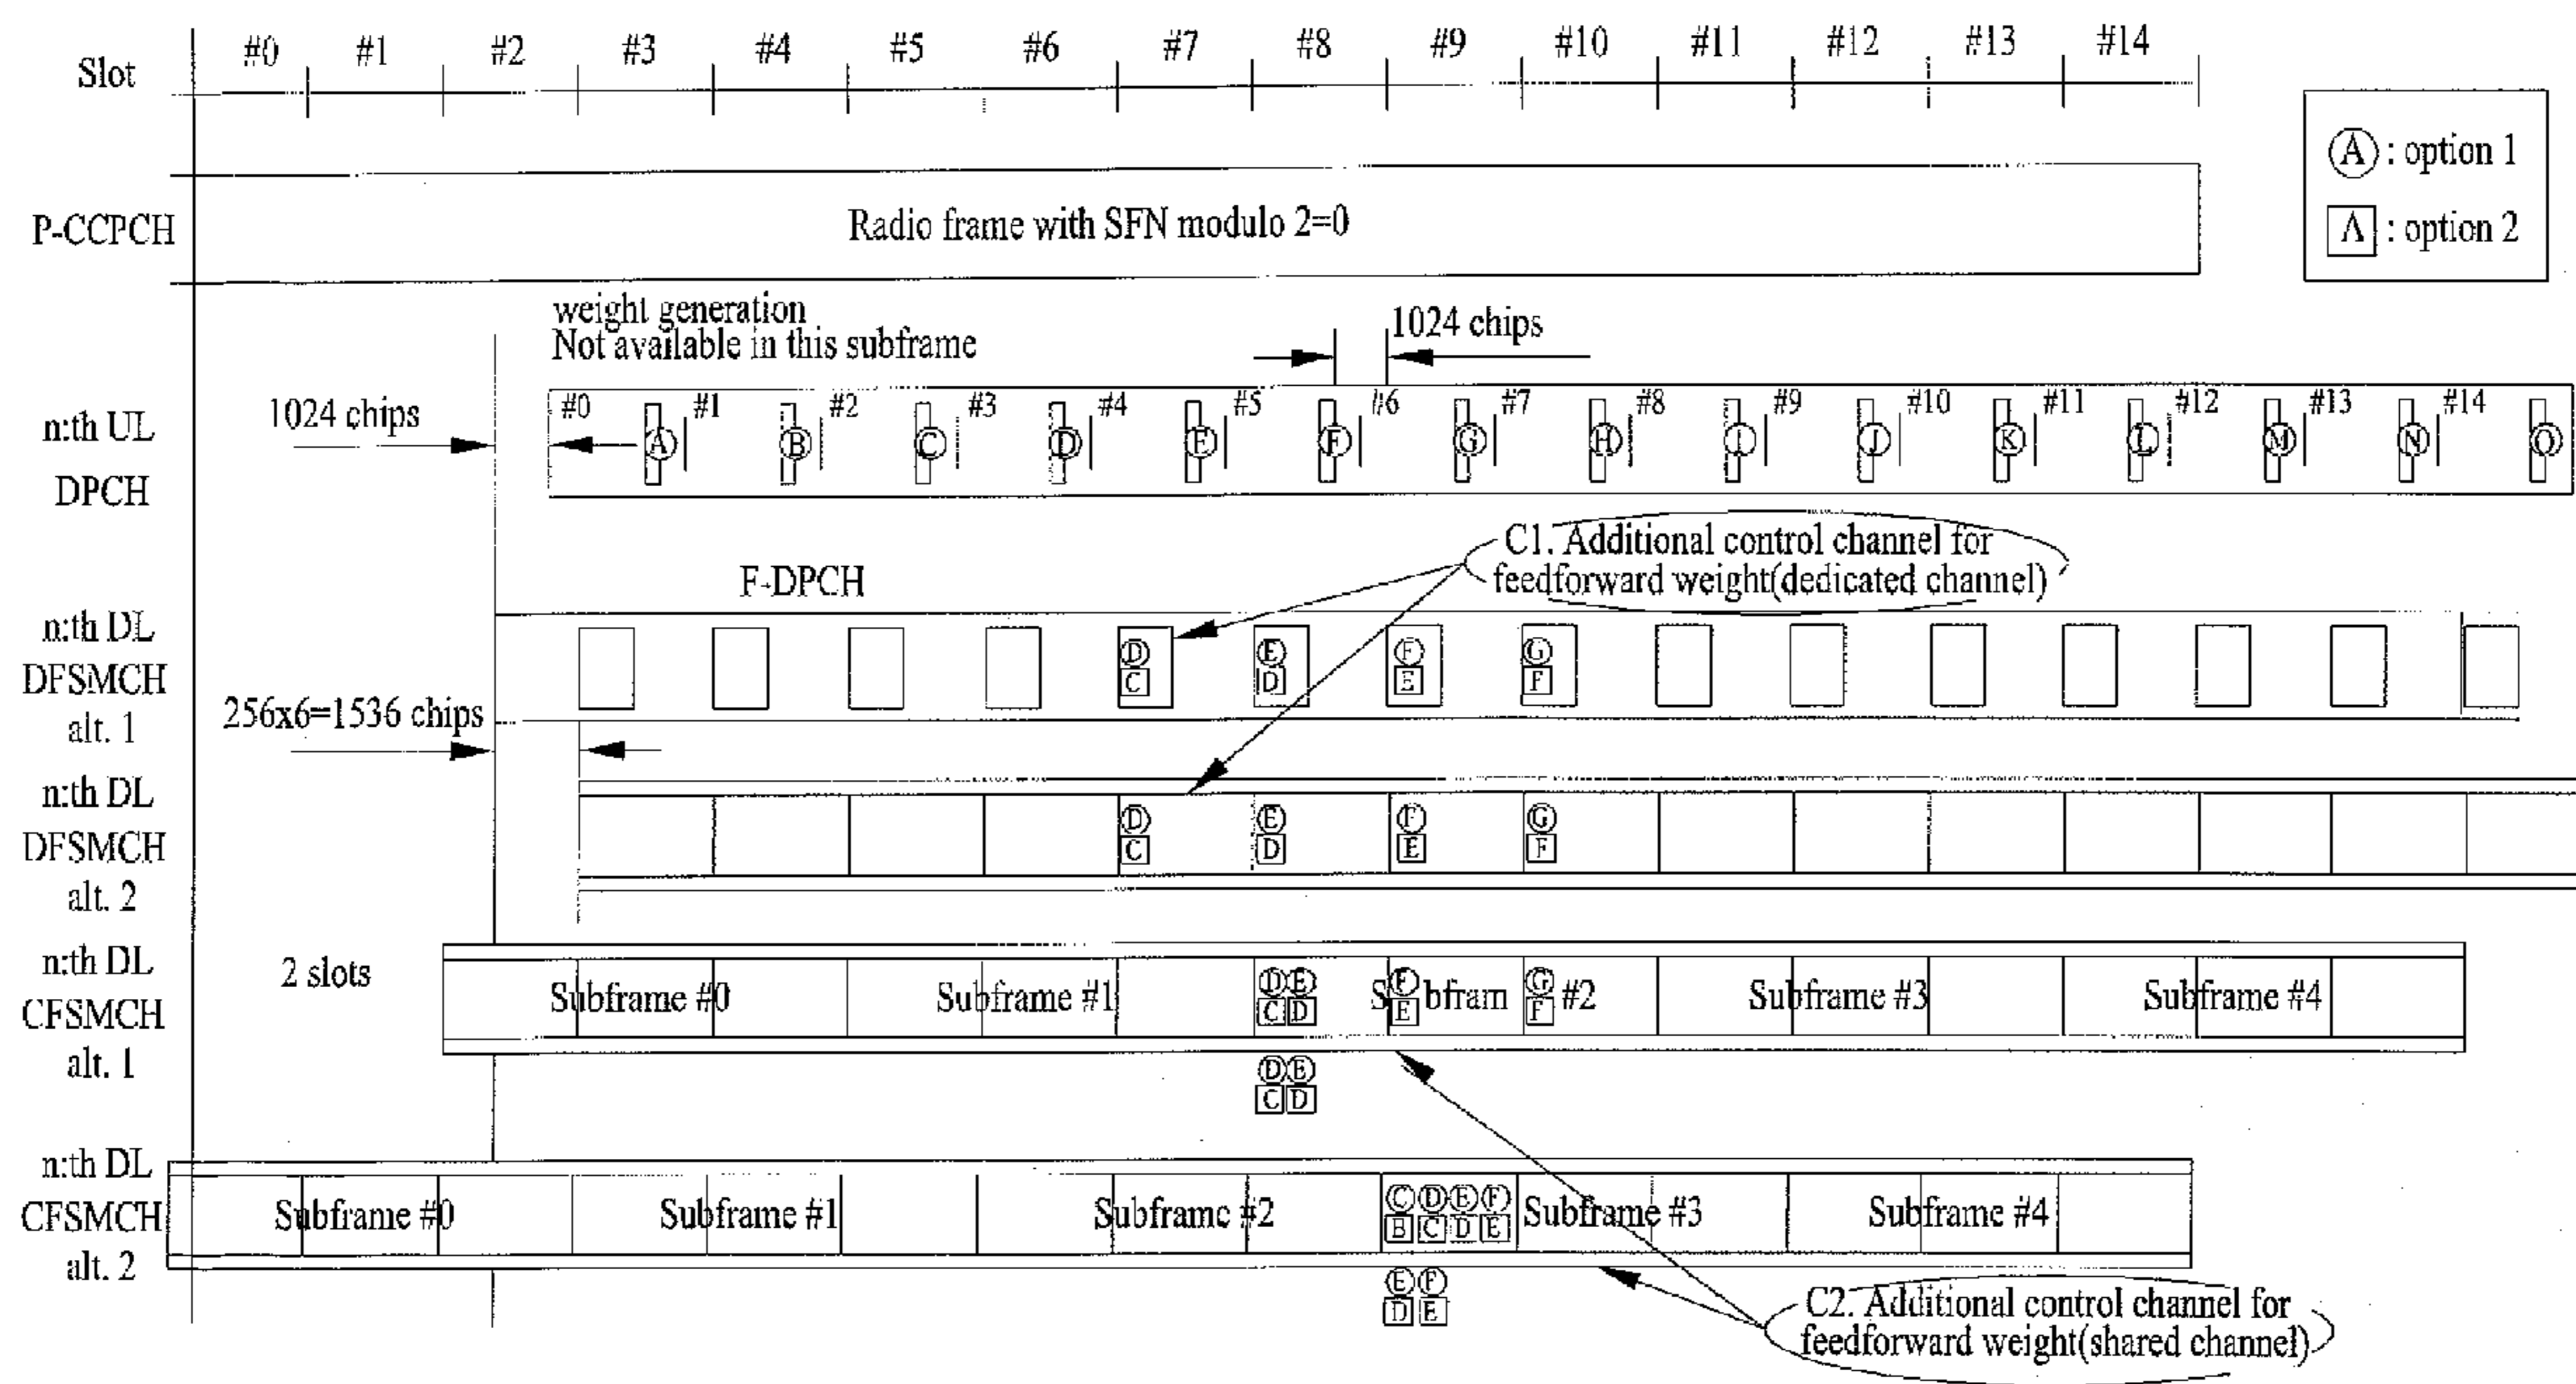 Slot #0 #1 #2 #3 #4 #5 #6 #7 #8 #9 #10 #11 #12 #13 #14
A : option 1
A : option 2
P-CCPCH Radio frame with SFN modulo 2=0
weight generation
Not available in this subframe
1024 chips
n:th UL
DPCH
1024 chips
#0 #1 #2 #3 #4 #5 #6 #7 #8 #9 #10 #11 #12 #13 #14
A B C D E F G H I J K L M N O
C1. Additional control channel for
feedforward weight(dedicated channel)
F-DPCH
n:th DL
DFSMCH
alt. 1
D E F G
C D E F
256x6=1536 chips
n:th DL
DFSMCH
alt. 2
D E F G
C D E F
n:th DL
CFSMCH
alt. 1
2 slots
Subframe #0 Subframe #1 Subframe #2 Subframe #3 Subframe #4
D E F G
C D E F
D E
C D
n:th DL
CFSMCH
alt. 2
Subframe #0 Subframe #1 Subframe #2 Subframe #3 Subframe #4
C D E F
B C D E
E F
D E
C2. Additional control channel for
feedforward weight(shared channel)